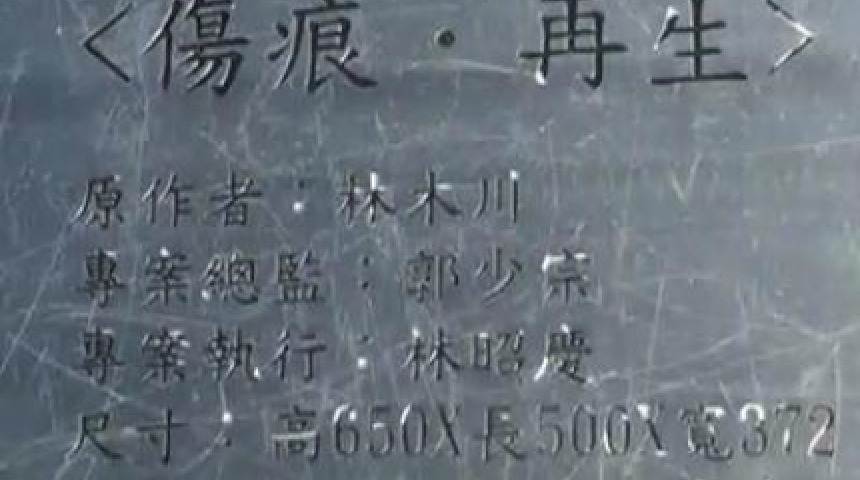 <傷痕·再生>
原作者:林木川
專案總監:郭少宗
專案執行:林昭慶
尺寸:高650X長500X寬372